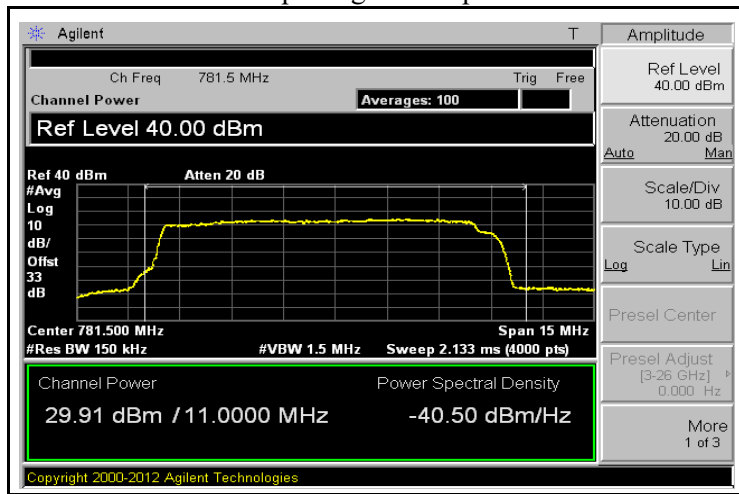 Agilent T
Ch Freq 781.5 MHz Trig Free
Channel Power Averages: 100
Ref Level 40.00 dBm
Ref 40 dBm Atten 20 dB
#Avg
Log
10
dB/
Offst
33
dB
Center 781.500 MHz Span 15 MHz
#Res BW 150 kHz #VBW 1.5 MHz Sweep 2.133 ms (4000 pts)
Channel Power Power Spectral Density
29.91 dBm / 11.0000 MHz -40.50 dBm/Hz
Copyright 2000-2012 Agilent Technologies
Amplitude
Ref Level
40.00 dBm
Attenuation
20.00 dB
Auto Man
Scale/Div
10.00 dB
Scale Type
Log Lin
Presel Center
Presel Adjust
[3-26 GHz]
0.000 Hz
More
1 of 3